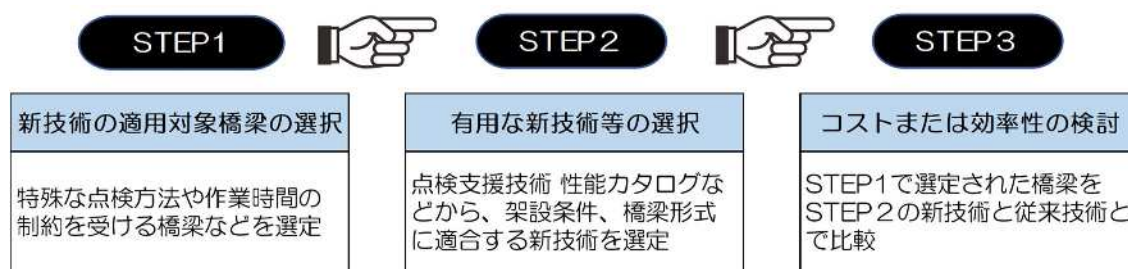 STEP1
STEP2
STEP3
新技術の適用対象橋梁の選択
特殊な点検方法や作業時間の
制約を受ける橋梁などを選定
有用な新技術等の選択
点検支援技術 性能カタログな
どから、架設条件、橋梁形式
に適合する新技術を選定
コストまたは効率性の検討
STEP1で選定された橋梁を
STEP2の新技術と従来技術と
で比較